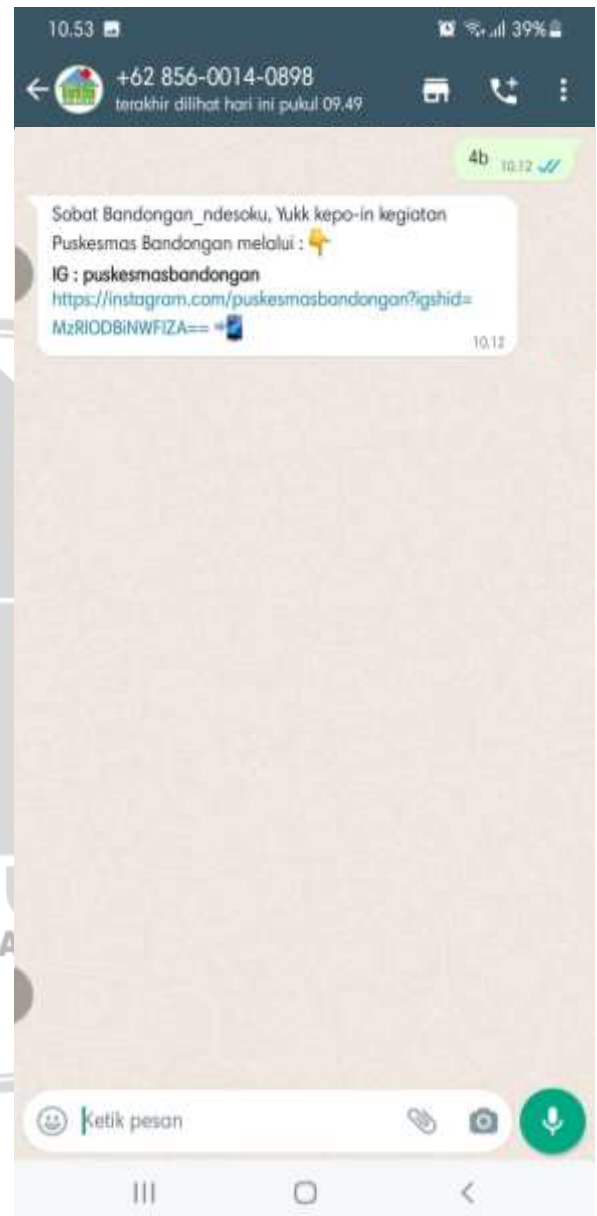 10.53
39%
+62 856-0014-0898
terakhir dilihat hari ini pukul 09.49
4b 10.12
Sobat Bandongan_ndesoku, Yukk kepo-in kegiatan
Puskesmas Bandongan melalui :
IG : puskesmasbandongan
https://instagram.com/puskesmasbandongan?igshid=
MzRlODBiNWFlZA==
10.12
Ketik pesan